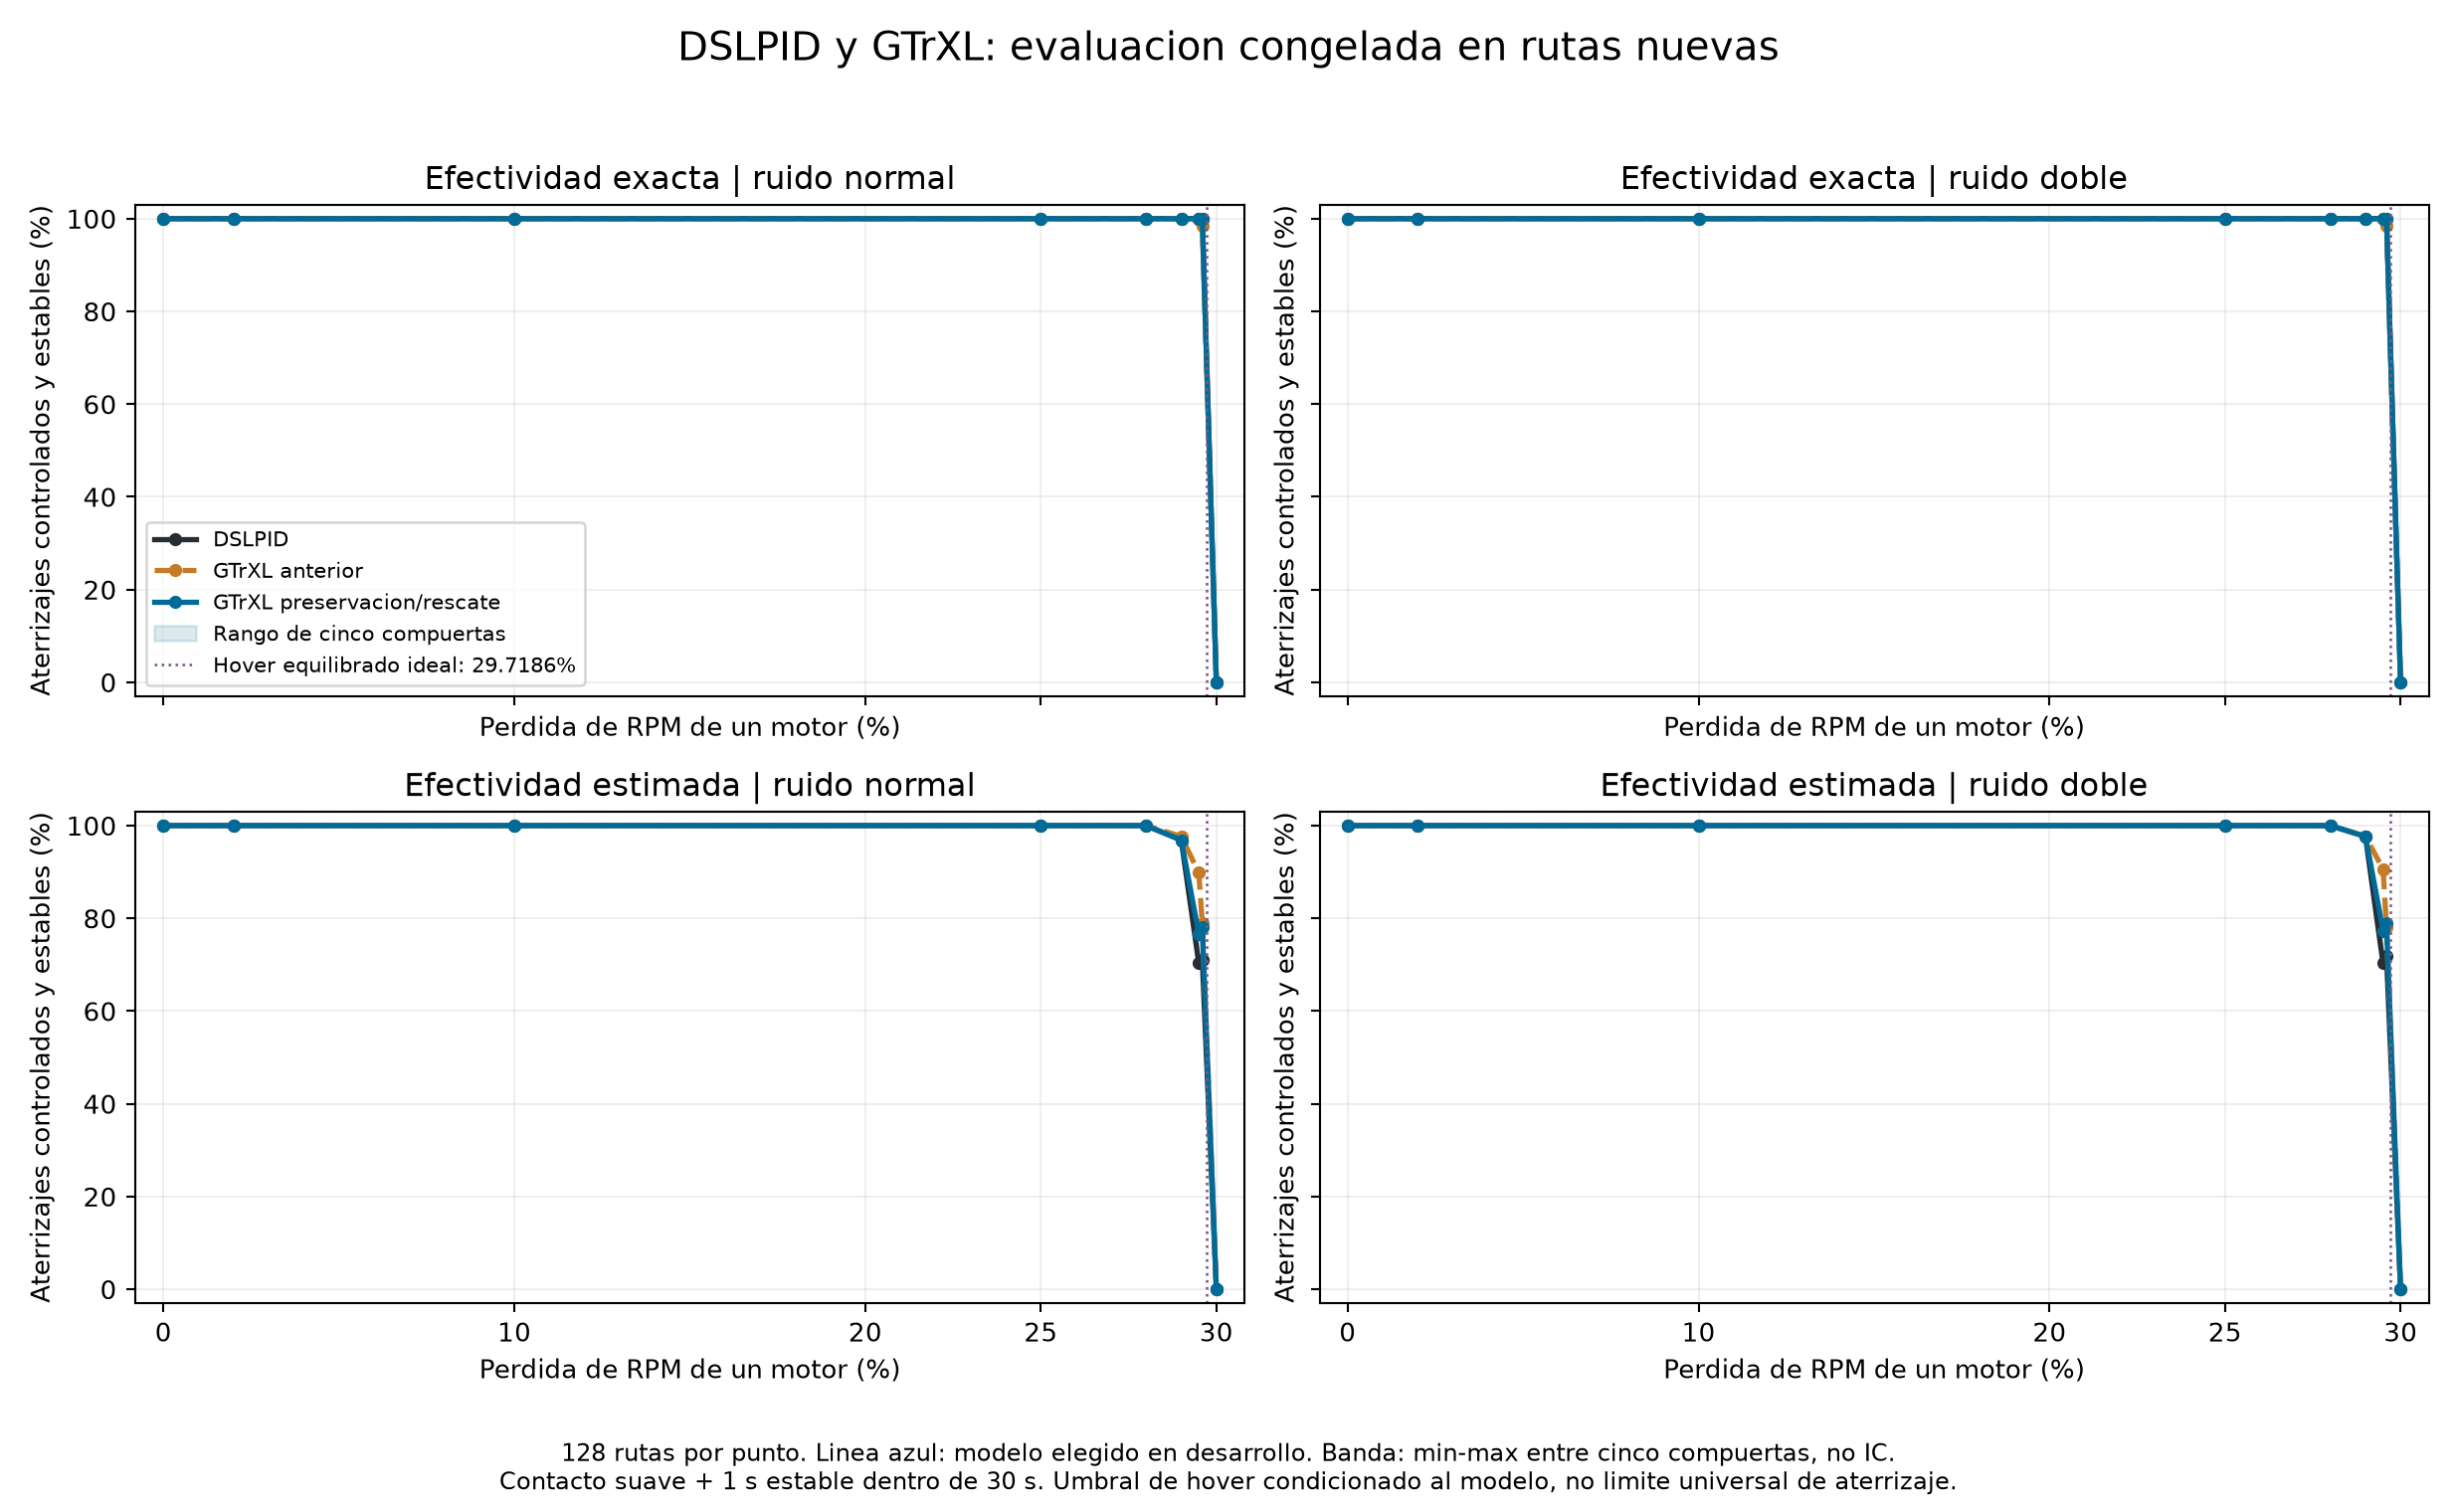 DSLPID y GTrXL: evaluacion congelada en rutas nuevas
Efectividad exacta | ruido normal
Aterrizajes controlados y estables (%)
100
80
60
40
20
0
DSLPID
GTrXL anterior
GTrXL preservacion/rescate
Rango de cinco compuertas
Hover equilibrado ideal: 29.7186%
Perdida de RPM de un motor (%)
Efectividad exacta | ruido doble
Aterrizajes controlados y estables (%)
Perdida de RPM de un motor (%)
Efectividad estimada | ruido normal
Aterrizajes controlados y estables (%)
100
80
60
40
20
0
0 10 20 25 30
Perdida de RPM de un motor (%)
Efectividad estimada | ruido doble
Aterrizajes controlados y estables (%)
0 10 20 25 30
Perdida de RPM de un motor (%)
128 rutas por punto. Linea azul: modelo elegido en desarrollo. Banda: min-max entre cinco compuertas, no IC.
Contacto suave + 1 s estable dentro de 30 s. Umbral de hover condicionado al modelo, no limite universal de aterrizaje.